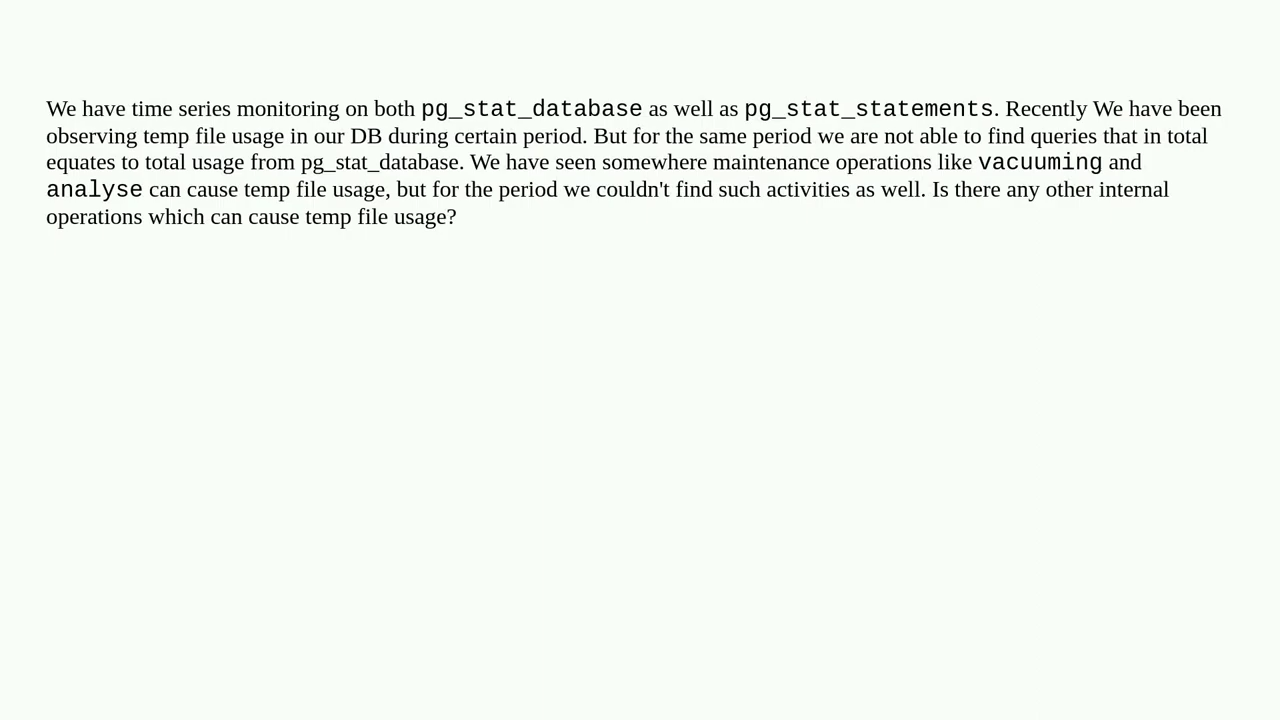 We have time series monitoring on both pg_stat_database as well as pg_stat_statements. Recently We have been
observing temp file usage in our DB during certain period. But for the same period we are not able to find queries that in total
equates to total usage from pg_stat_database. We have seen somewhere maintenance operations like vacuuming and
analyse can cause temp file usage, but for the period we couldn't find such activities as well. Is there any other internal
operations which can cause temp file usage?